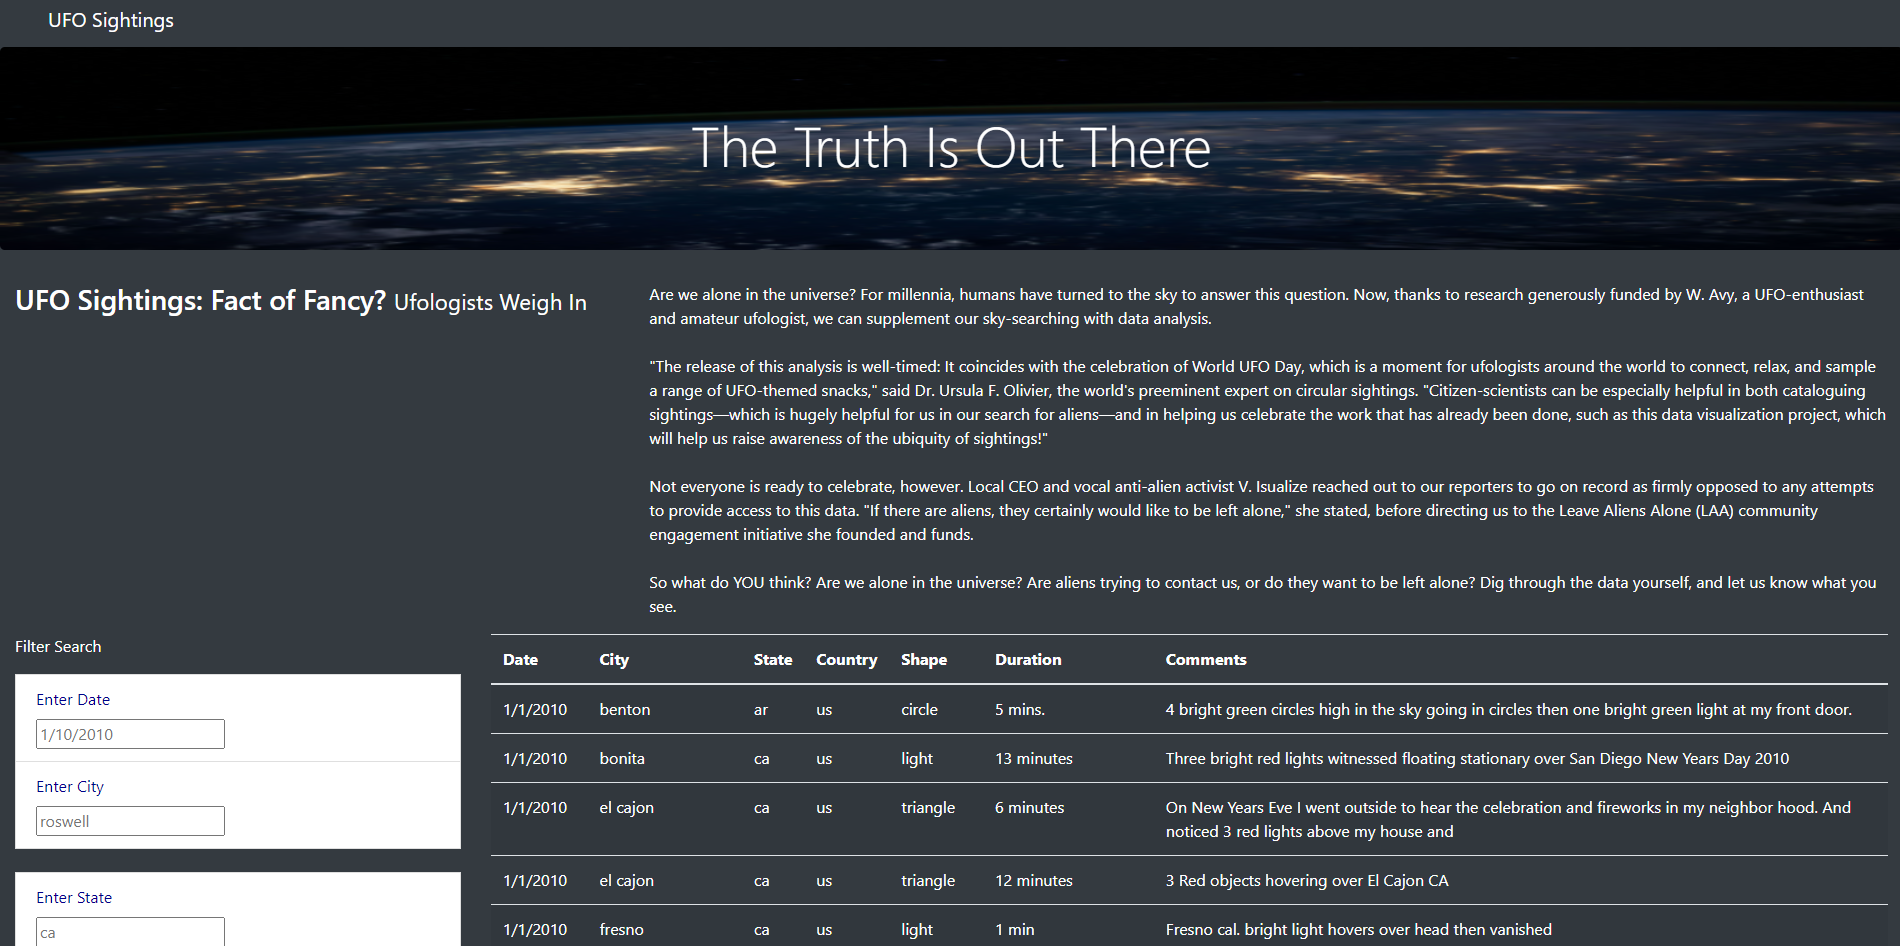 UFO Sightings
The Truth Is Out There
UFO Sightings: Fact of Fancy? Ufologists Weigh In
Are we alone in the universe? For millennia, humans have turned to the sky to answer this question. Now, thanks to research generously funded by W. Avy, a UFO-enthusiast
and amateur ufologist, we can supplement our sky-searching with data analysis.
"The release of this analysis is well-timed: It coincides with the celebration of World UFO Day, which is a moment for ufologists around the world to connect, relax, and sample
a range of UFO-themed snacks," said Dr. Ursula F. Olivier, the world's preeminent expert on circular sightings. "Citizen-scientists can be especially helpful in both cataloguing
sightings—which is hugely helpful for us in our search for aliens—and in helping us celebrate the work that has already been done, such as this data visualization project, which
will help us raise awareness of the ubiquity of sightings!"
Not everyone is ready to celebrate, however. Local CEO and vocal anti-alien activist V. Isualize reached out to our reporters to go on record as firmly opposed to any attempts
to provide access to this data. "If there are aliens, they certainly would like to be left alone," she stated, before directing us to the Leave Aliens Alone (LAA) community
engagement initiative she founded and funds.
So what do YOU think? Are we alone in the universe? Are aliens trying to contact us, or do they want to be left alone? Dig through the data yourself, and let us know what you
see.
Filter Search
Enter Date
1/10/2010
Enter City
roswell
Enter State
ca
Date City State Country Shape Duration Comments
1/1/2010 benton ar us circle 5 mins. 4 bright green circles high in the sky going in circles then one bright green light at my front door.
1/1/2010 bonita ca us light 13 minutes Three bright red lights witnessed floating stationary over San Diego New Years Day 2010
1/1/2010 el cajon ca us triangle 6 minutes On New Years Eve I went outside to hear the celebration and fireworks in my neighbor hood. And
noticed 3 red lights above my house and
1/1/2010 el cajon ca us triangle 12 minutes 3 Red objects hovering over El Cajon CA
1/1/2010 fresno ca us light 1 min Fresno cal. bright light hovers over head then vanished